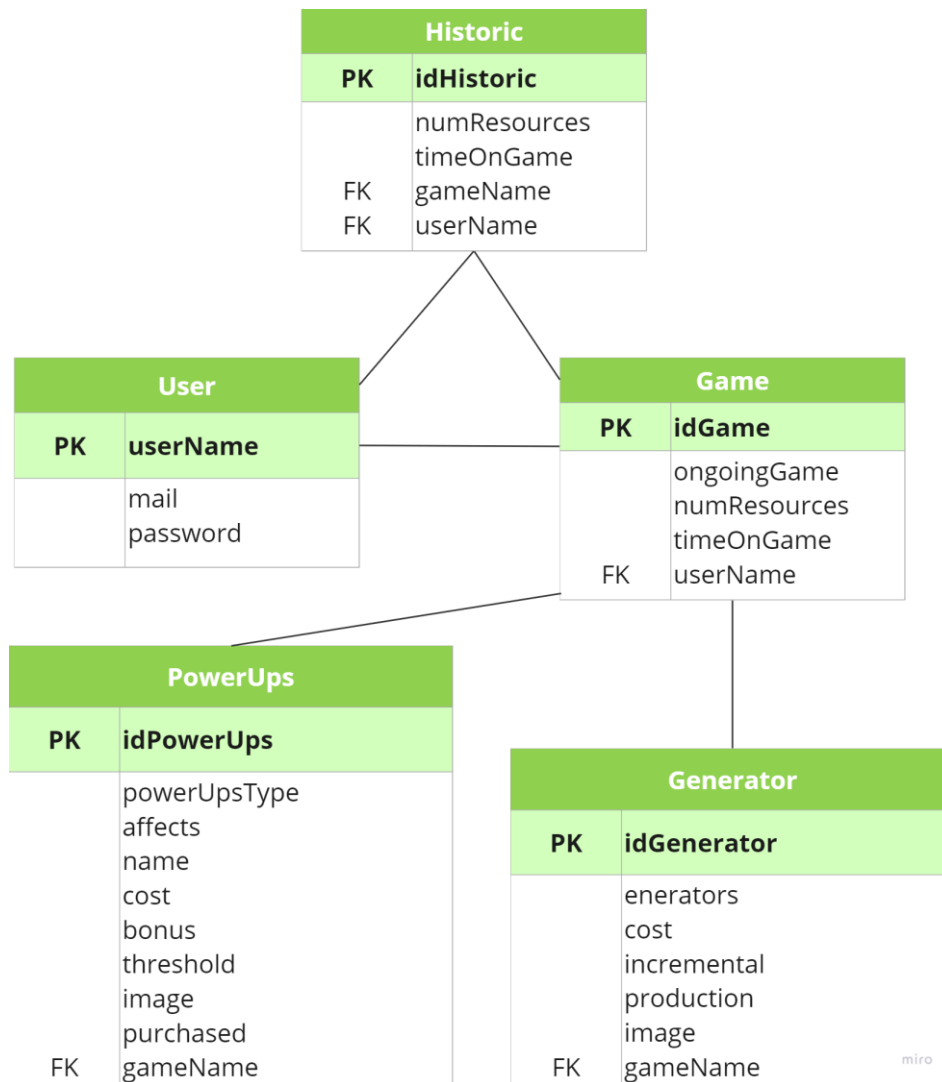 Historic
PK idHistoric
numResources
timeOnGame
FK gameName
FK userName
User
PK userName
mail
password
Game
PK idGame
ongoingGame
numResources
timeOnGame
FK userName
PowerUps
PK idPowerUps
powerUpsType
affects
name
cost
bonus
threshold
image
purchased
FK gameName
Generator
PK idGenerator
enerators
cost
incremental
production
image
FK gameName
miro